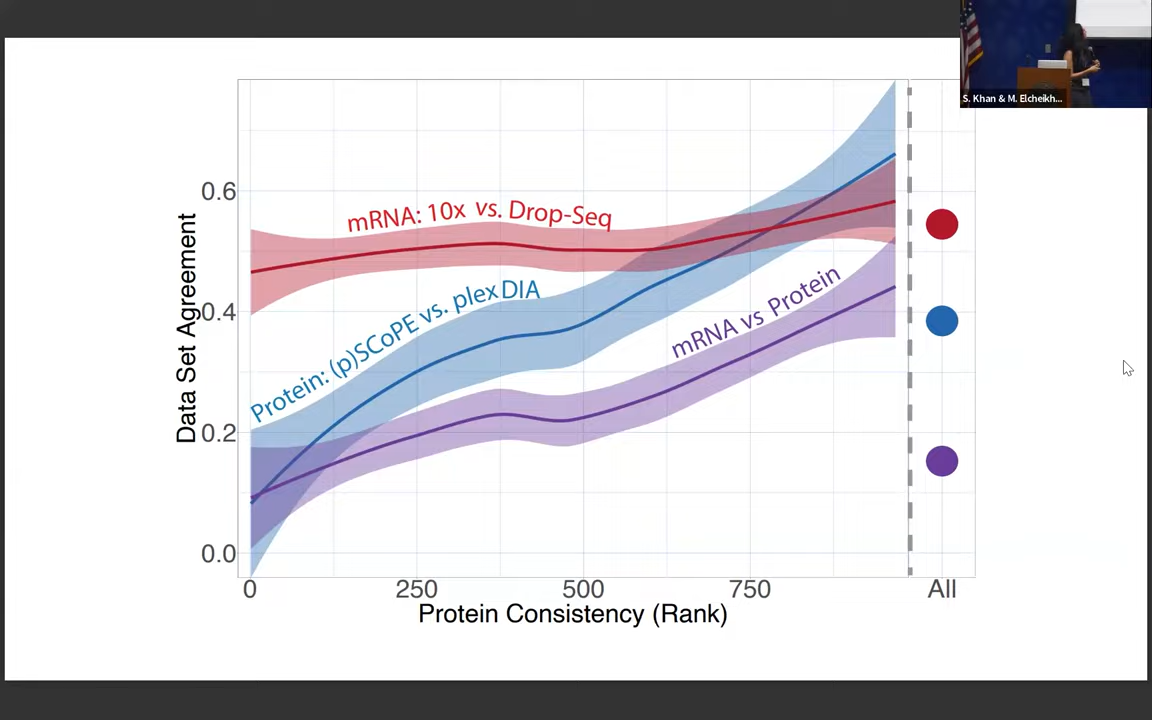 S. Khan & M. Elcheikh...
mRNA: 10x vs. Drop-Seq
Protein: (p)SCoPE vs. plexDIA
mRNA vs Protein
Data Set Agreement
0.6
0.4
0.2
0.0
0 250 500 750 All
Protein Consistency (Rank)